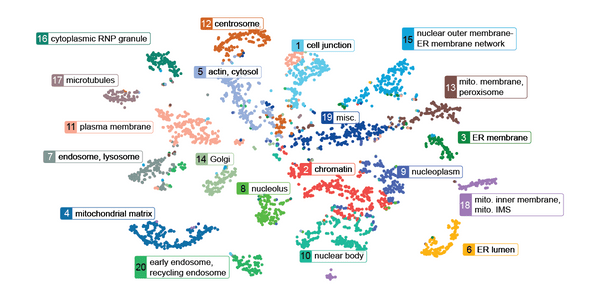 12 centrosome
16 cytoplasmic RNP granule
1 cell junction
15 nuclear outer membrane-
ER membrane network
17 microtubules
5 actin, cytosol
13 mito. membrane,
peroxisome
11 plasma membrane
19 misc.
3 ER membrane
7 endosome, lysosome
14 Golgi
2 chromatin
9 nucleoplasm
8 nucleolus
18 mito. inner membrane,
mito. IMS
4 mitochondrial matrix
6 ER lumen
10 nuclear body
20 early endosome,
recycling endosome